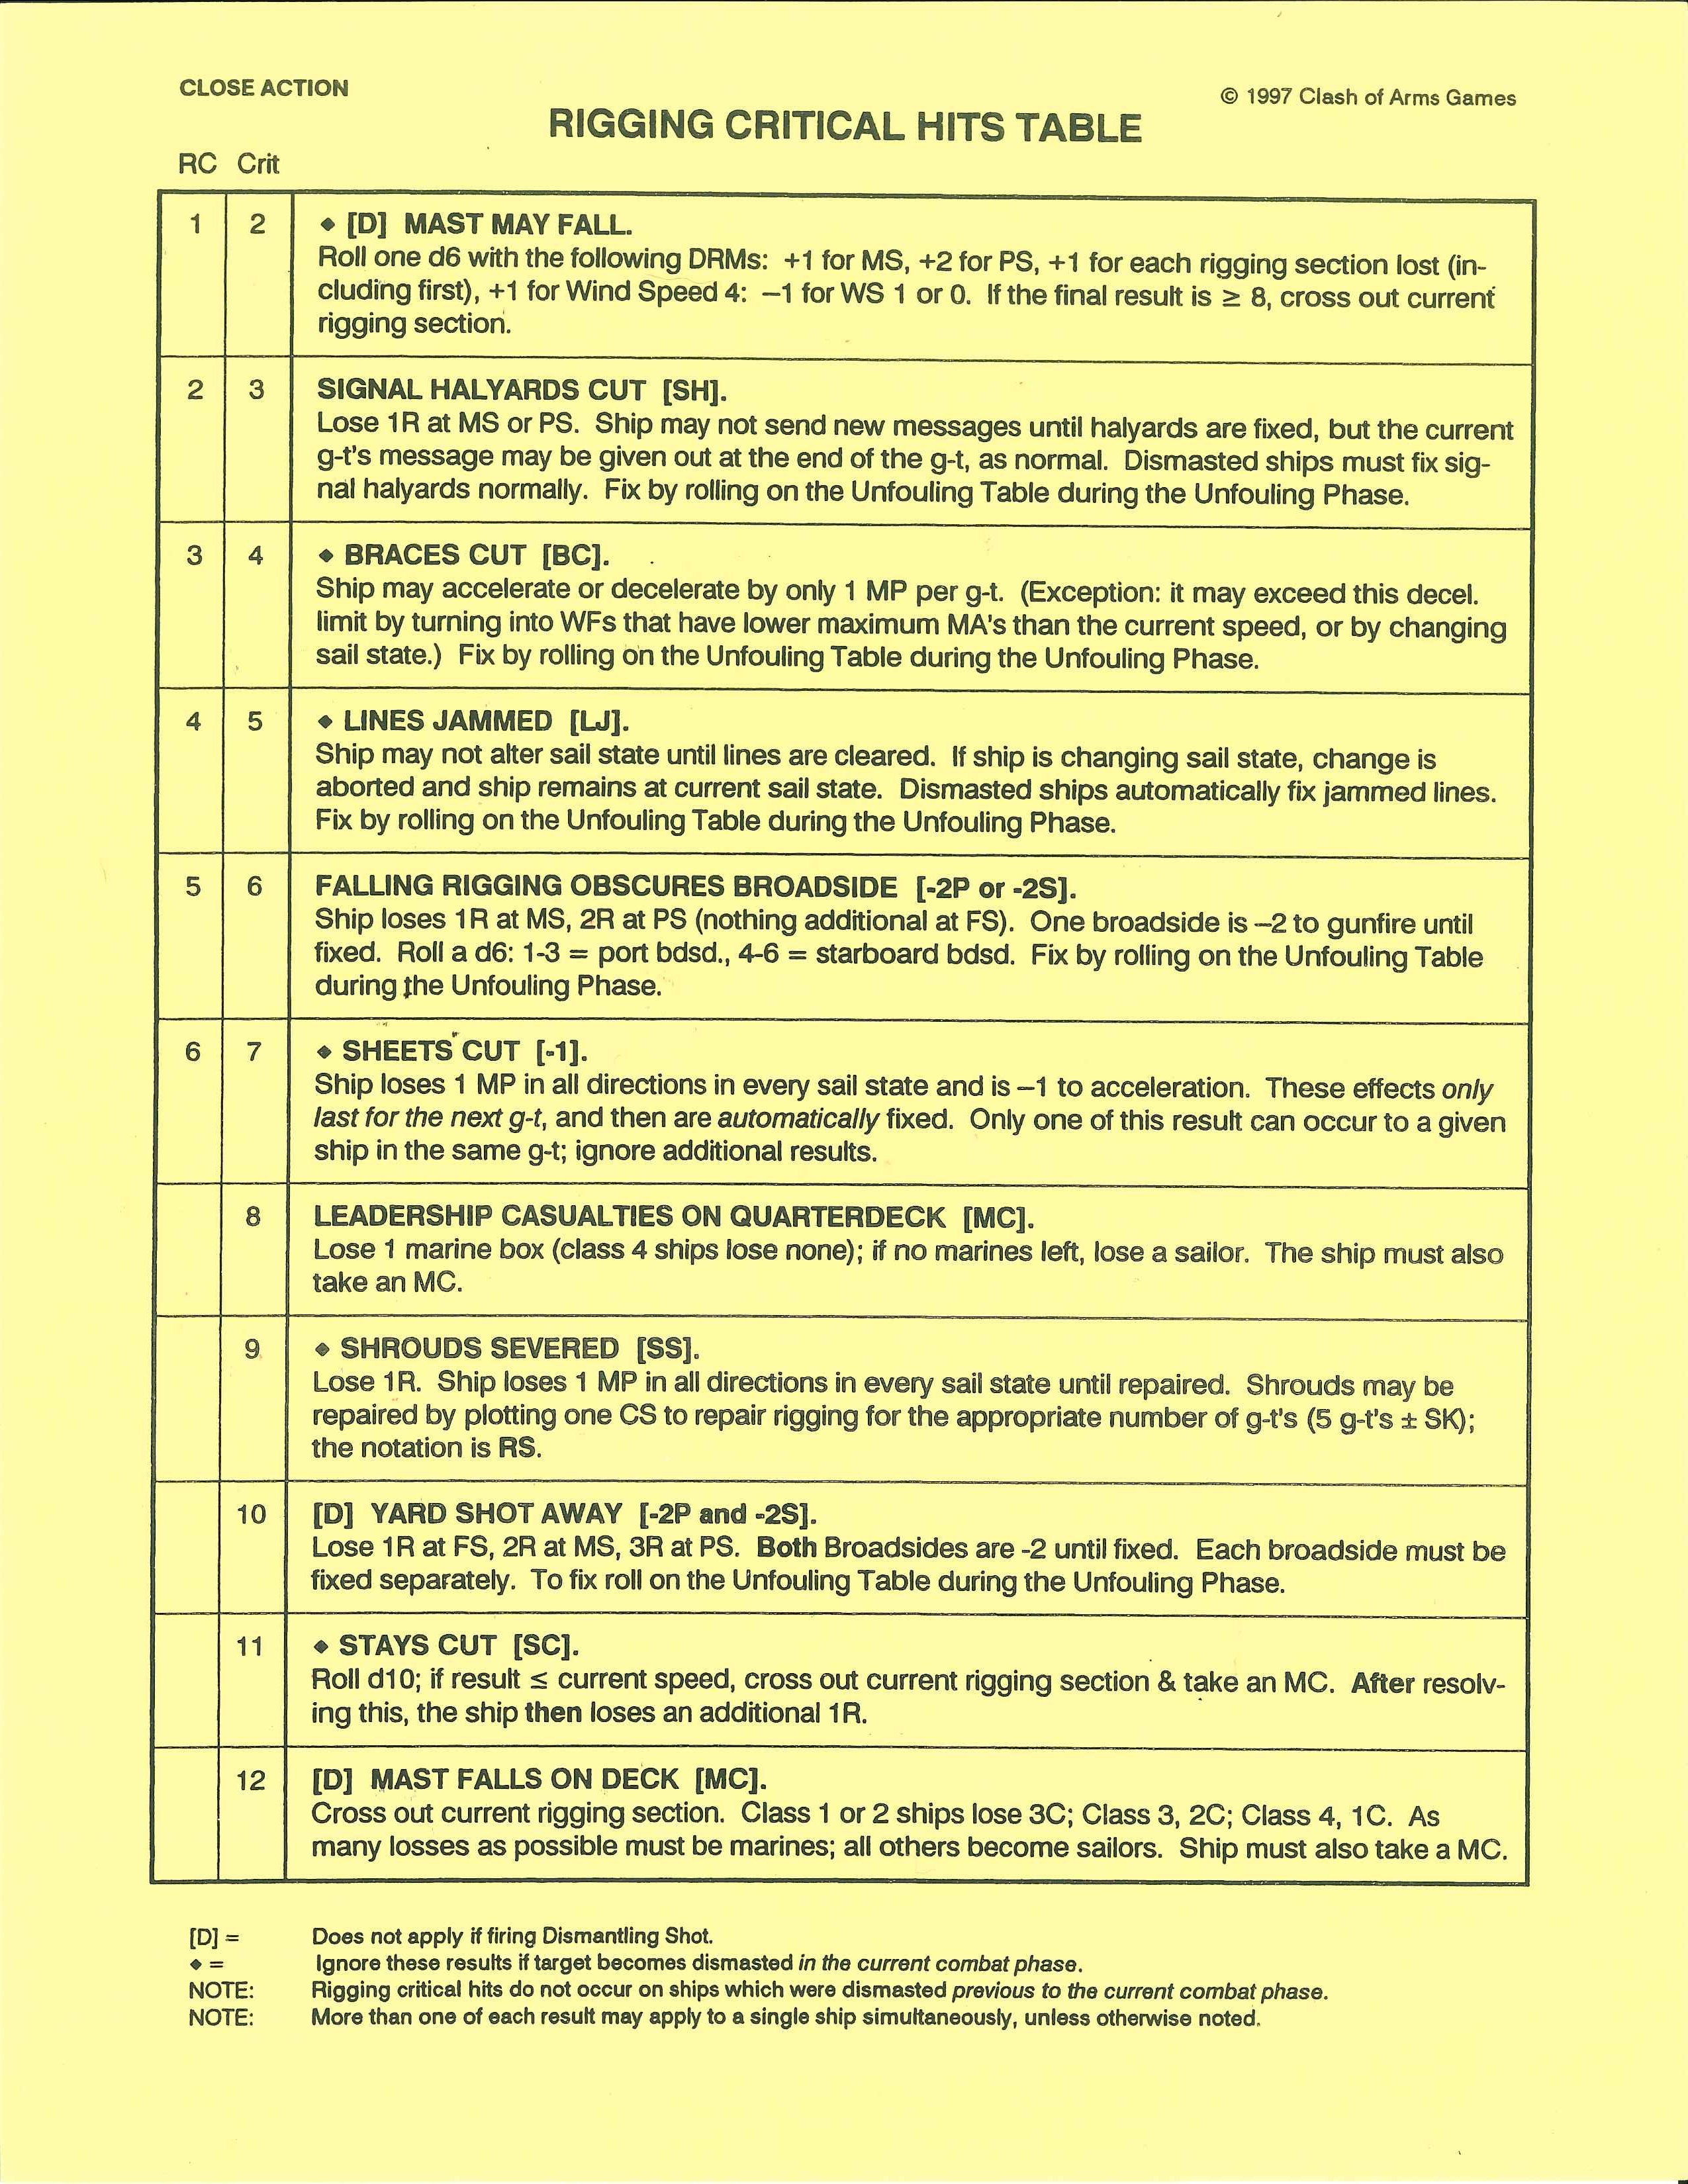 CLOSE ACTION
© 1997 Clash of Arms Games
RIGGING CRITICAL HITS TABLE
RC Crit
1 2 ◆ [D] MAST MAY FALL.
Roll one d6 with the following DRMs: +1 for MS, +2 for PS, +1 for each rigging section lost (in-
cluding first), +1 for Wind Speed 4: –1 for WS 1 or 0. If the final result is ≥ 8, cross out current
rigging section.
2 3 SIGNAL HALYARDS CUT [SH].
Lose 1R at MS or PS. Ship may not send new messages until halyards are fixed, but the current
g-t's message may be given out at the end of the g-t, as normal. Dismasted ships must fix sig-
nal halyards normally. Fix by rolling on the Unfouling Table during the Unfouling Phase.
3 4 ◆ BRACES CUT [BC].
Ship may accelerate or decelerate by only 1 MP per g-t. (Exception: it may exceed this decel.
limit by turning into WFs that have lower maximum MA's than the current speed, or by changing
sail state.) Fix by rolling on the Unfouling Table during the Unfouling Phase.
4 5 ◆ LINES JAMMED [LJ].
Ship may not alter sail state until lines are cleared. If ship is changing sail state, change is
aborted and ship remains at current sail state. Dismasted ships automatically fix jammed lines.
Fix by rolling on the Unfouling Table during the Unfouling Phase.
5 6 FALLING RIGGING OBSCURES BROADSIDE [-2P or -2S].
Ship loses 1R at MS, 2R at PS (nothing additional at FS). One broadside is –2 to gunfire until
fixed. Roll a d6: 1-3 = port bdsd., 4-6 = starboard bdsd. Fix by rolling on the Unfouling Table
during the Unfouling Phase.
6 7 ◆ SHEETS CUT [-1].
Ship loses 1 MP in all directions in every sail state and is –1 to acceleration. These effects only
last for the next g-t, and then are automatically fixed. Only one of this result can occur to a given
ship in the same g-t; ignore additional results.
8 LEADERSHIP CASUALTIES ON QUARTERDECK [MC].
Lose 1 marine box (class 4 ships lose none); if no marines left, lose a sailor. The ship must also
take an MC.
9 ◆ SHROUDS SEVERED [SS].
Lose 1R. Ship loses 1 MP in all directions in every sail state until repaired. Shrouds may be
repaired by plotting one CS to repair rigging for the appropriate number of g-t's (5 g-t's ± SK);
the notation is RS.
10 [D] YARD SHOT AWAY [-2P and -2S].
Lose 1R at FS, 2R at MS, 3R at PS. Both Broadsides are -2 until fixed. Each broadside must be
fixed separately. To fix roll on the Unfouling Table during the Unfouling Phase.
11 ◆ STAYS CUT [SC].
Roll d10; if result ≤ current speed, cross out current rigging section & take an MC. After resolv-
ing this, the ship then loses an additional 1R.
12 [D] MAST FALLS ON DECK [MC].
Cross out current rigging section. Class 1 or 2 ships lose 3C; Class 3, 2C; Class 4, 1C. As
many losses as possible must be marines; all others become sailors. Ship must also take a MC.
[D] = Does not apply if firing Dismantling Shot.
◆ = Ignore these results if target becomes dismasted in the current combat phase.
NOTE: Rigging critical hits do not occur on ships which were dismasted previous to the current combat phase.
NOTE: More than one of each result may apply to a single ship simultaneously, unless otherwise noted.